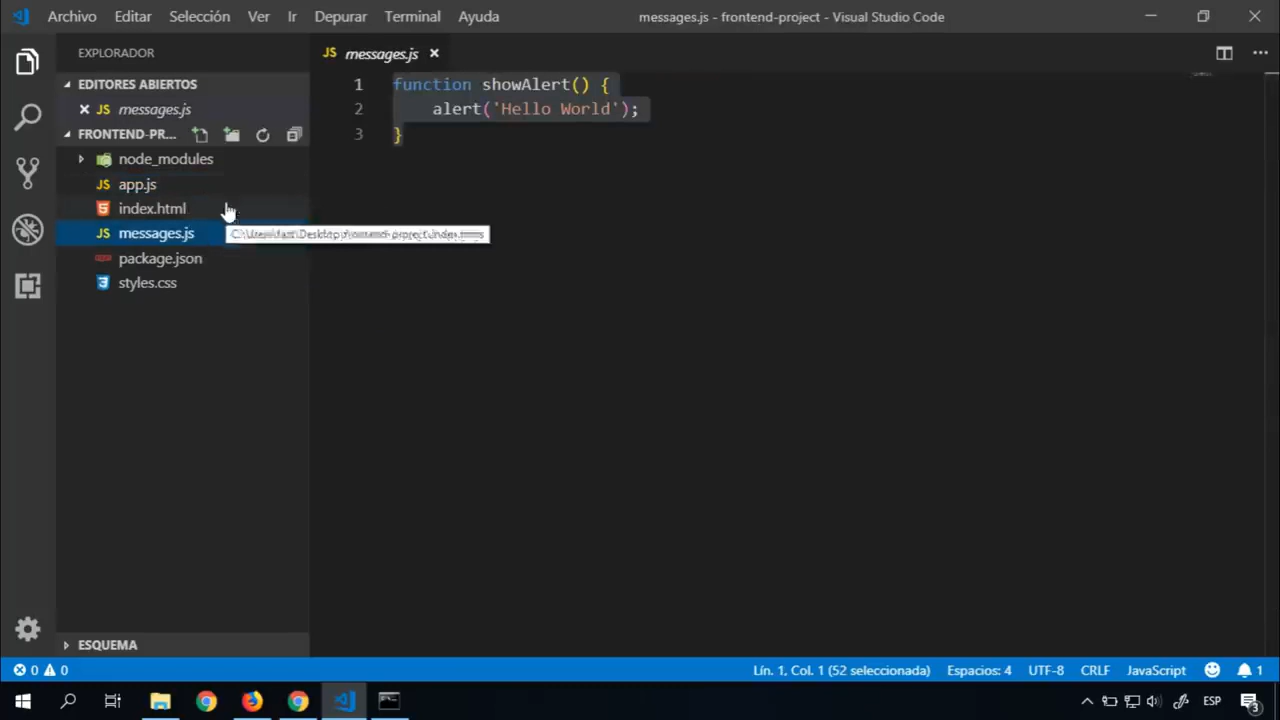 Archivo Editar Selección Ver Ir Depurar Terminal Ayuda messages.js - frontend-project - Visual Studio Code
EXPLORADOR
EDITORES ABIERTOS
JS messages.js
FRONTEND-PR...
node_modules
JS app.js
index.html
JS messages.js
package.json
styles.css
ESQUEMA
JS messages.js
1 function showAlert() {
2 alert('Hello World');
3 }
0 0 Lín. 1, Col. 1 (52 seleccionada) Espacios: 4 UTF-8 CRLF JavaScript 1
ESP 3